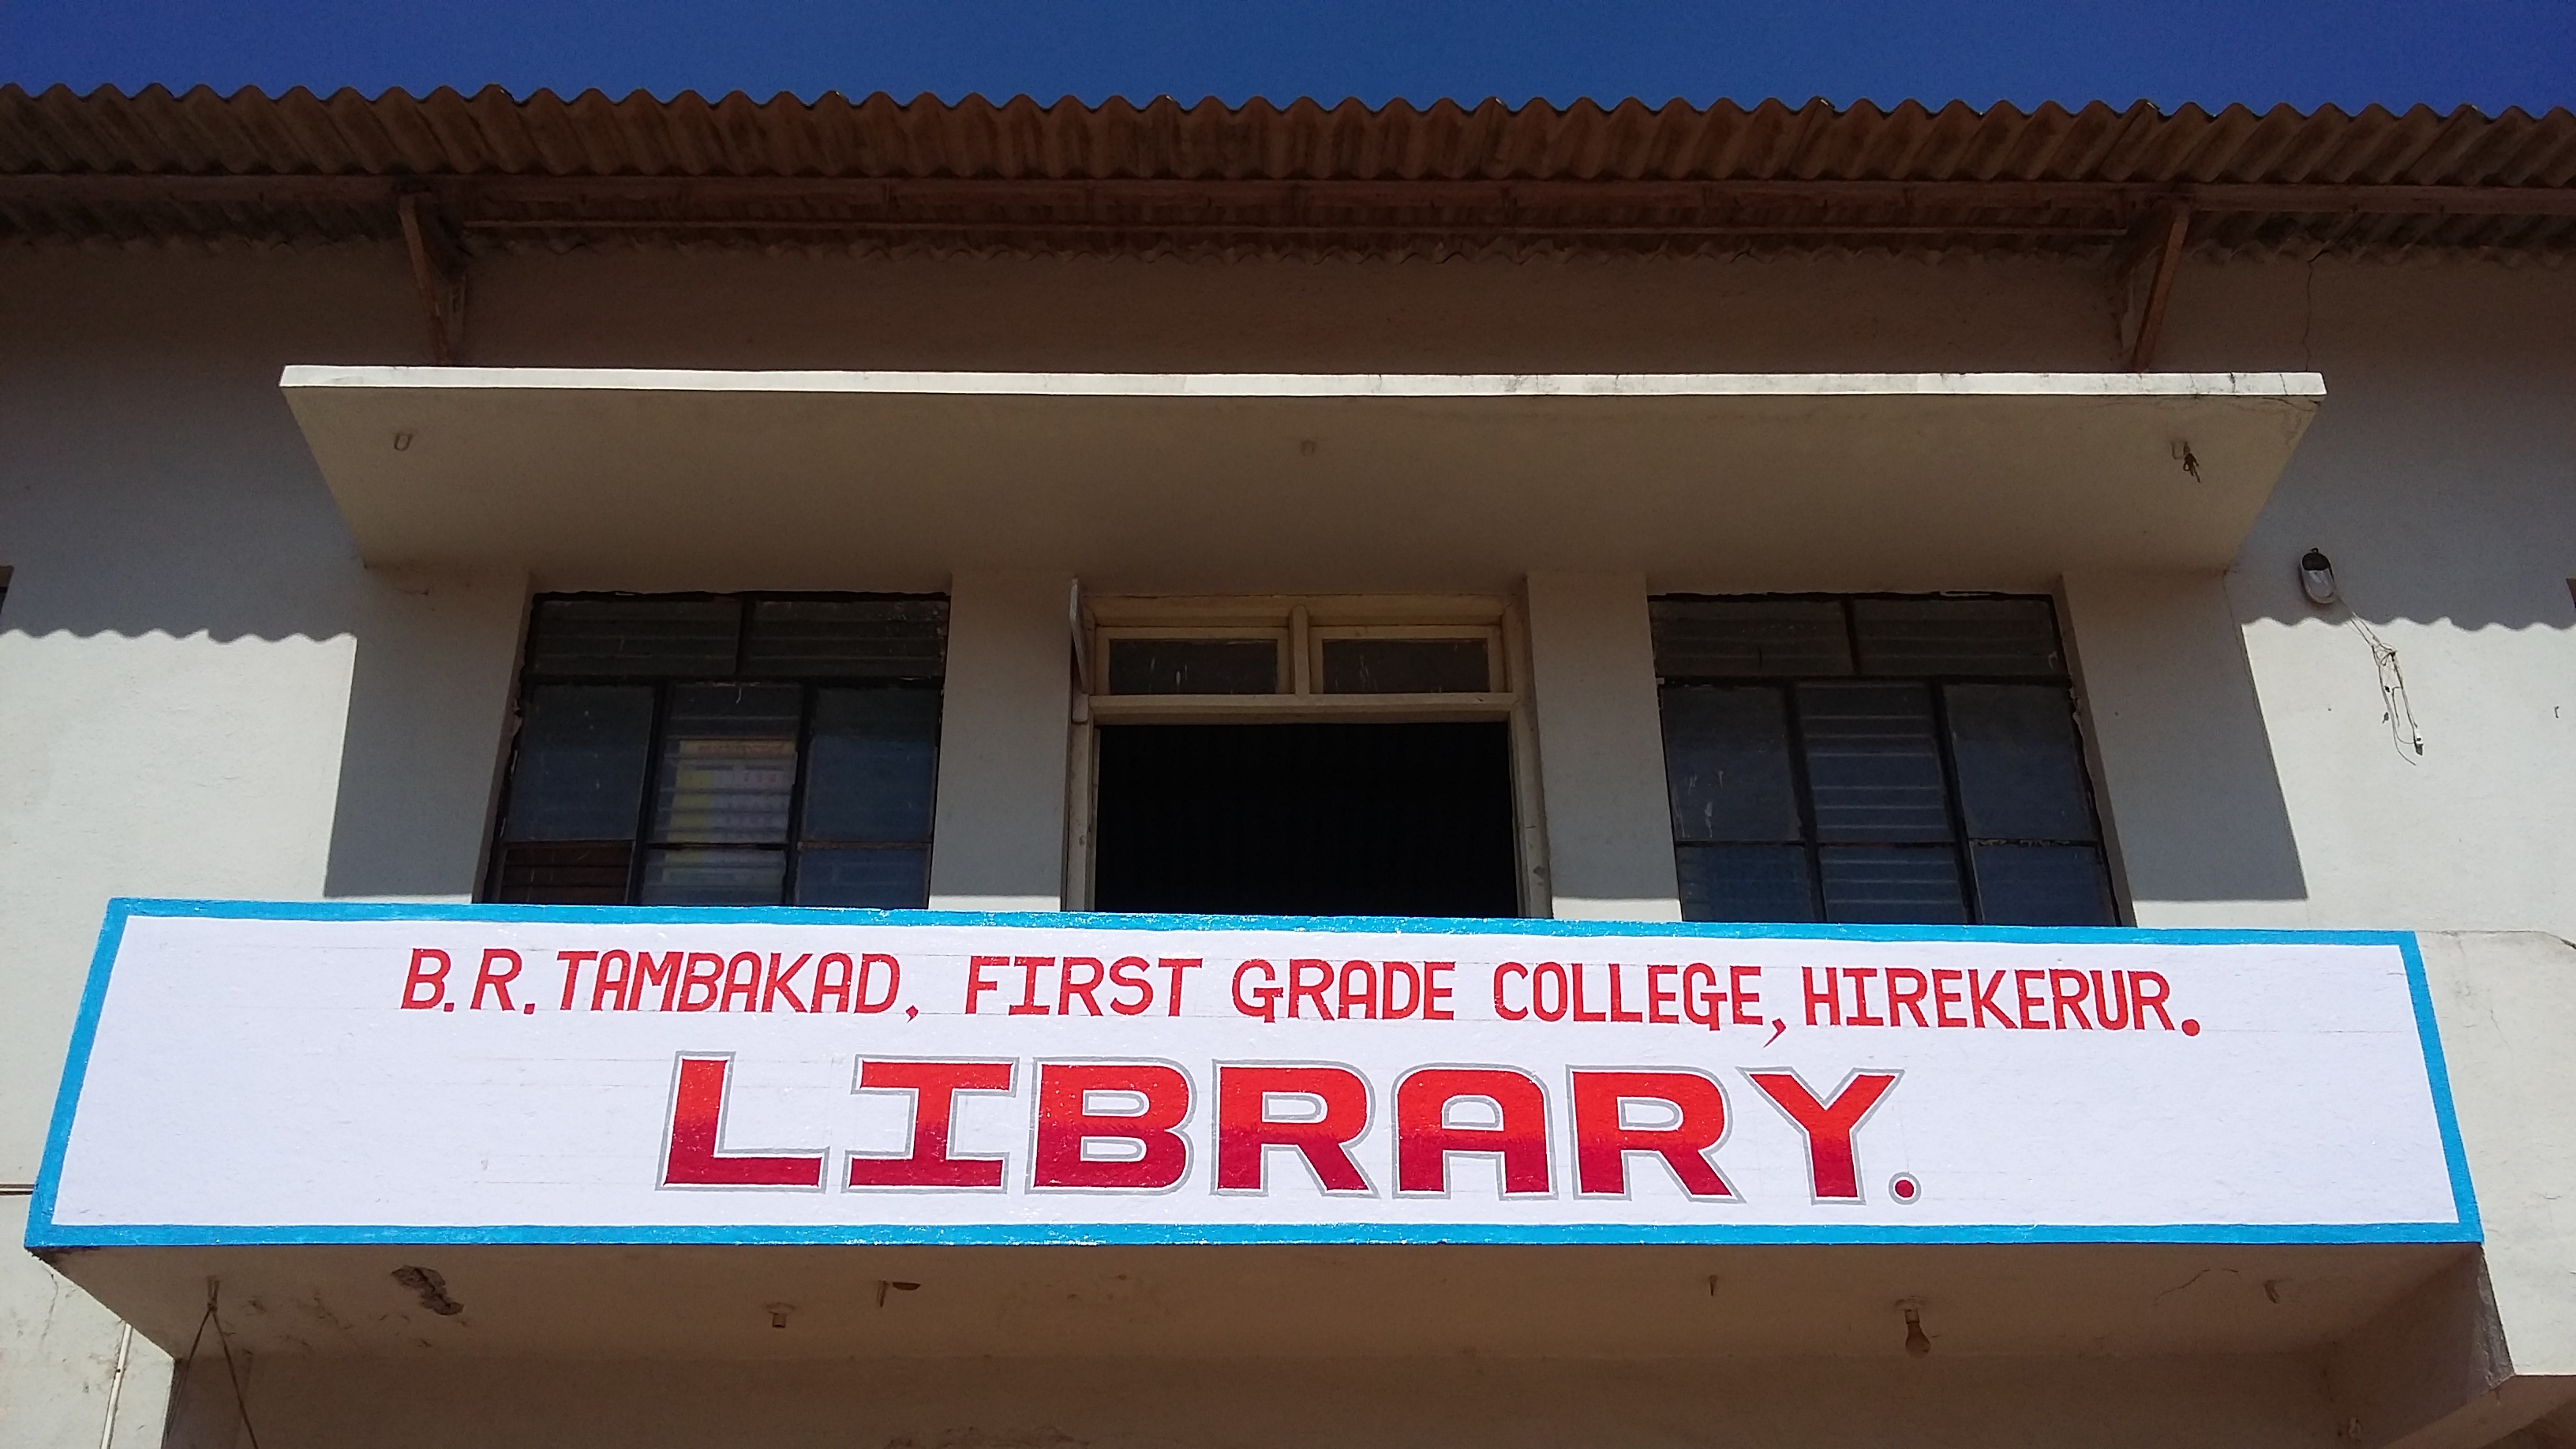 B.R.TAMBAKAD, FIRST GRADE COLLEGE, HIREKERUR.
LIBRARY.